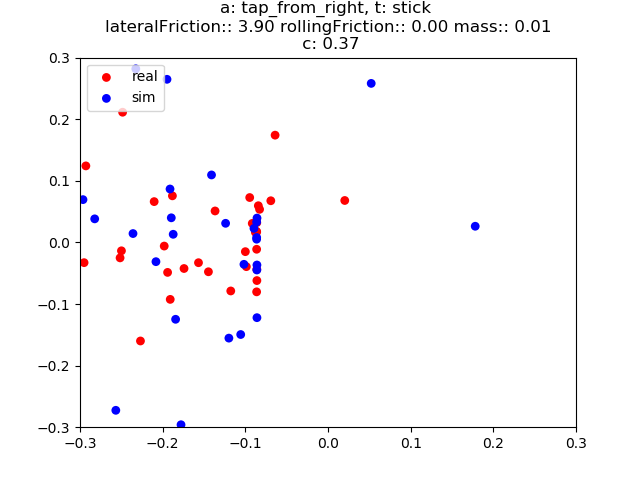 a: tap_from_right, t: stick
lateralFriction:: 3.90 rollingFriction:: 0.00 mass:: 0.01
c: 0.37
real
sim
0.3
0.2
0.1
0.0
−0.1
−0.2
−0.3
−0.3
−0.2
−0.1
0.0
0.1
0.2
0.3